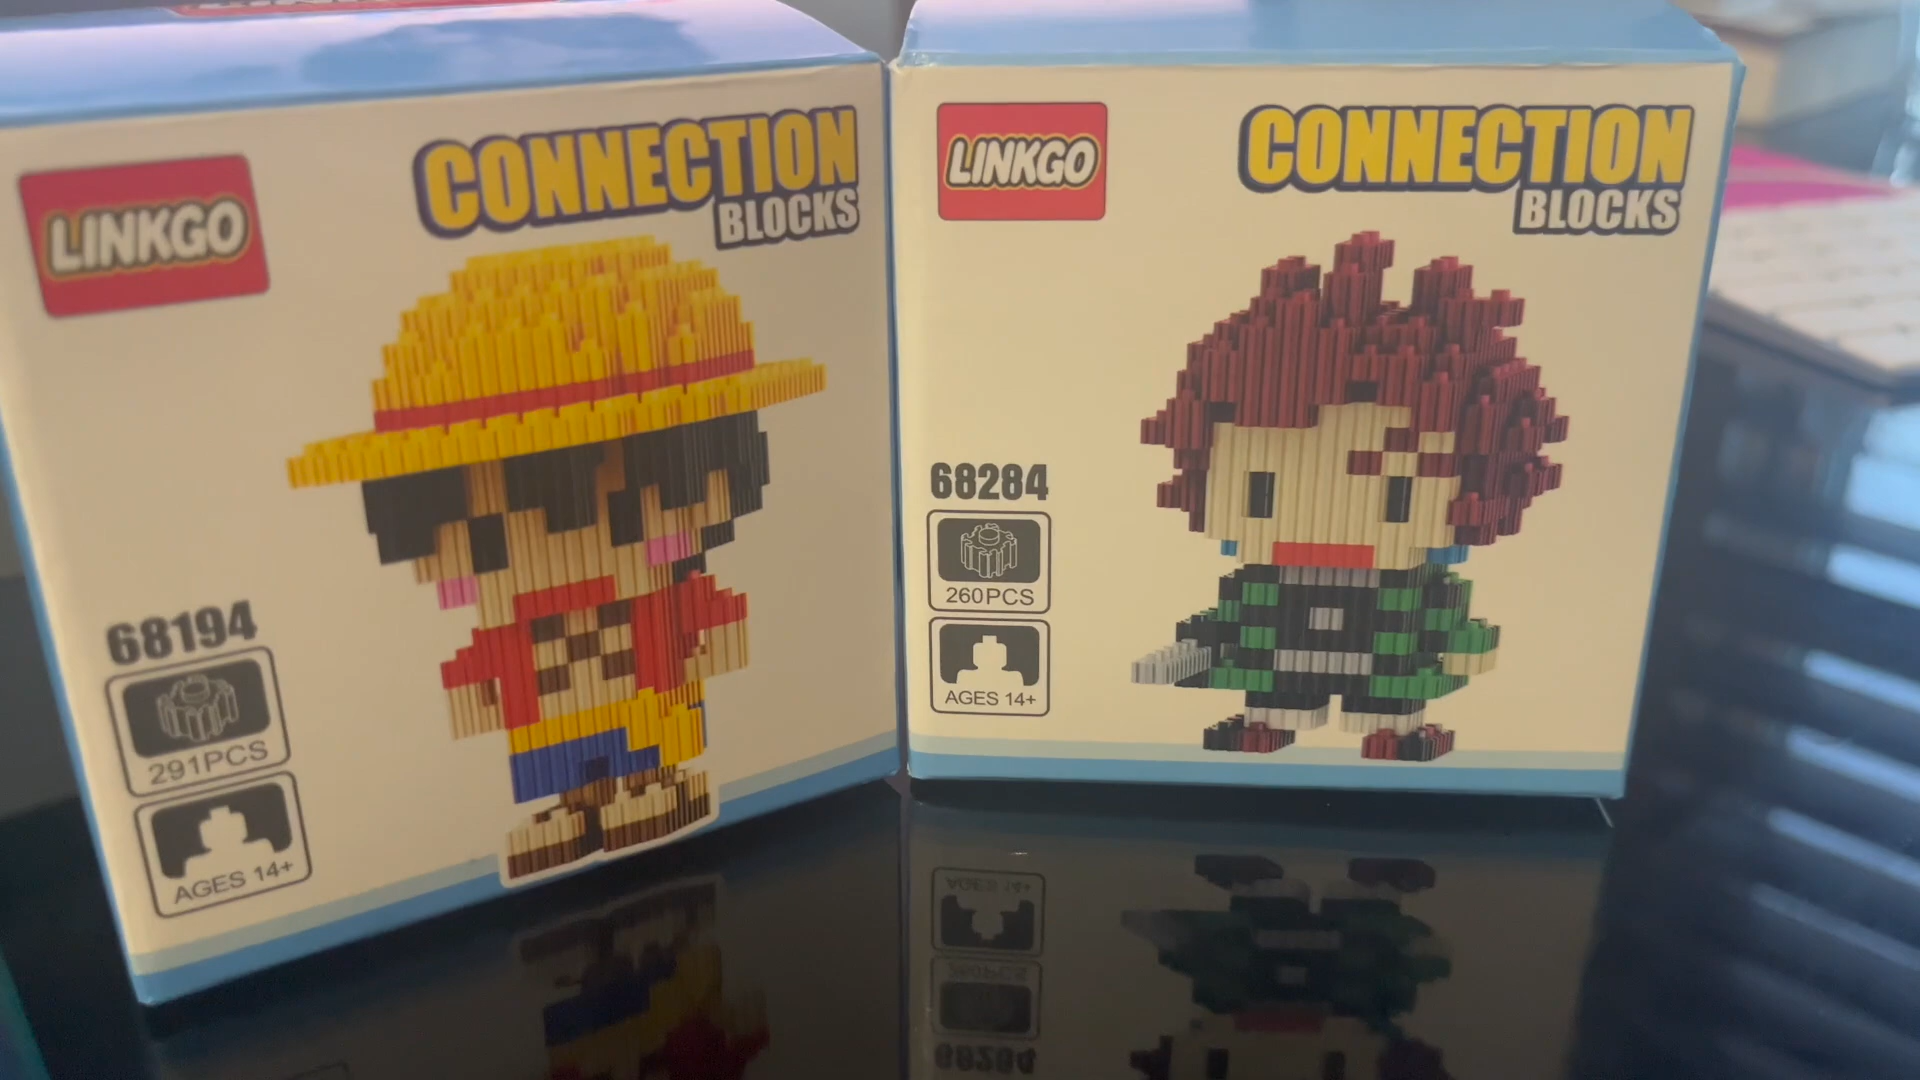 LINKGO
CONNECTION
BLOCKS
68194
291PCS
AGES 14+
LINKGO
CONNECTION
BLOCKS
68284
260PCS
AGES 14+